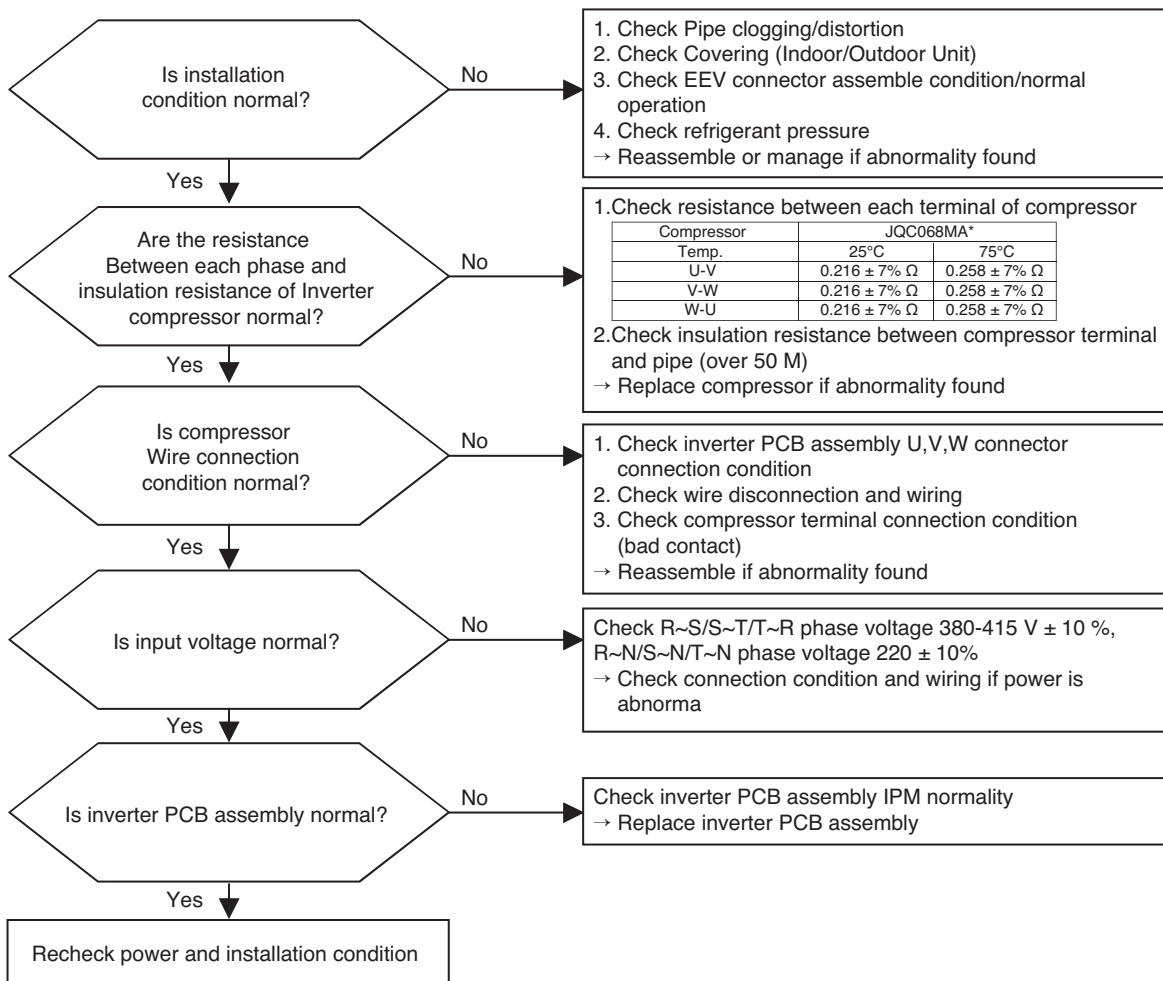 Is installation
condition normal?
No
1. Check Pipe clogging/distortion
2. Check Covering (Indoor/Outdoor Unit)
3. Check EEV connector assemble condition/normal
operation
4. Check refrigerant pressure
→ Reassemble or manage if abnormality found
Yes
Are the resistance
Between each phase and
insulation resistance of Inverter
compressor normal?
No
1.Check resistance between each terminal of compressor
Compressor JQC068MA*
Temp. 25°C 75°C
U-V 0.216 ± 7% Ω 0.258 ± 7% Ω
V-W 0.216 ± 7% Ω 0.258 ± 7% Ω
W-U 0.216 ± 7% Ω 0.258 ± 7% Ω
2.Check insulation resistance between compressor terminal
and pipe (over 50 M)
→ Replace compressor if abnormality found
Yes
Is compressor
Wire connection
condition normal?
No
1. Check inverter PCB assembly U,V,W connector
connection condition
2. Check wire disconnection and wiring
3. Check compressor terminal connection condition
(bad contact)
→ Reassemble if abnormality found
Yes
Is input voltage normal?
No
Check R~S/S~T/T~R phase voltage 380-415 V ± 10 %,
R~N/S~N/T~N phase voltage 220 ± 10%
→ Check connection condition and wiring if power is
abnorma
Yes
Is inverter PCB assembly normal?
No
Check inverter PCB assembly IPM normality
→ Replace inverter PCB assembly
Yes
Recheck power and installation condition